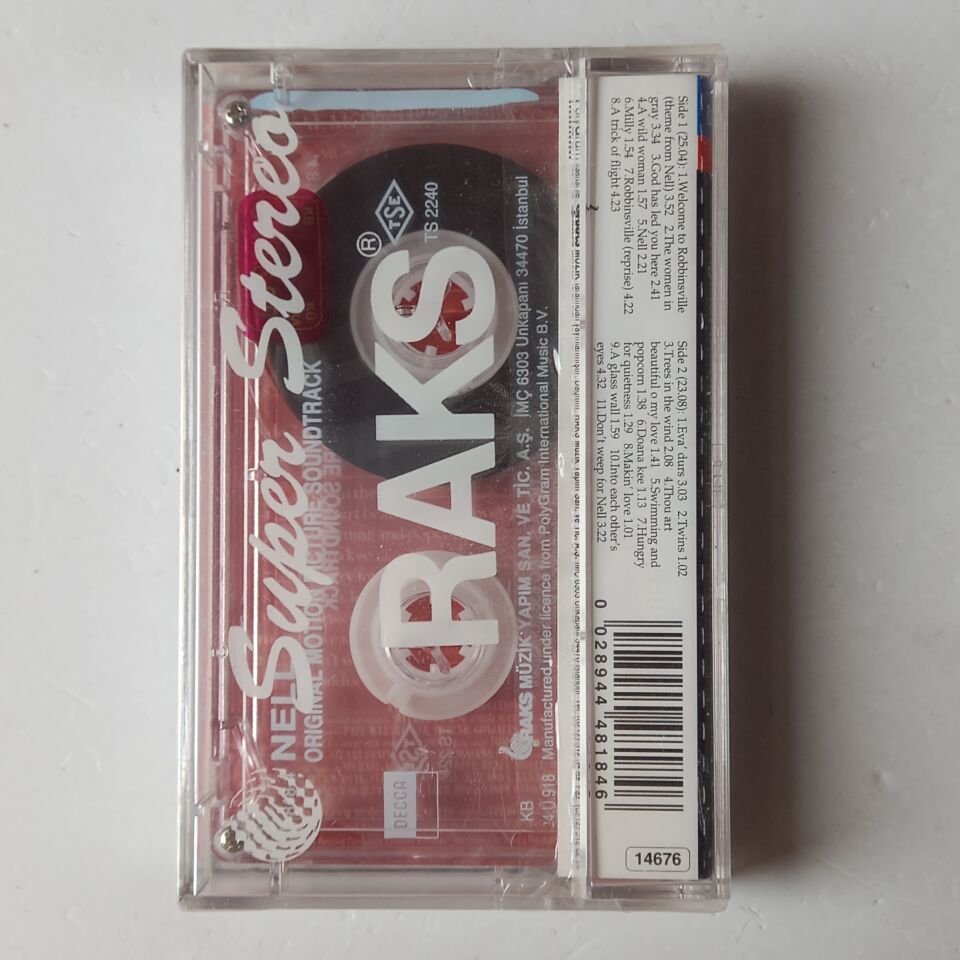 Side 1 (25.04): 1.Welcome to Robbinsville
(theme from Nell) 3.52 2.The women in
gray 3.34 3.God has led you here 2.41
4.A wild woman 1.57 5.Nell 2.21
6.Milly 1.54 7.Robbinsville (reprise) 4.22
8.A trick of flight 4.23
Side 2 (23.08): 1.Eva' durs 3.03 2.Twins 1.02
3.Trees in the wind 2.08 4.Thou art
beautiful o my love 1.41 5.Swimming and
popcorn 1.38 6.Doana kee 1.13 7.Hungry
for quietness 1.29 8.Makin' love 1.01
9.A glass wall 1.59 10.Into each other's
eyes 4.32 11.Don't weep for Nell 3.22
0 028944 481846
14676
Super Stereo
RAKS®
TSE
TS 2240
NELL
ORIGINAL MOTION PICTURE SOUNDTRACK
RAKS MÜZİK YAPIM SAN. VE TİC. A.Ş. İMÇ 6303 Unkapanı 34470 İstanbul
Manufactured under licence from PolyGram International Music B.V.
KB
DECCA